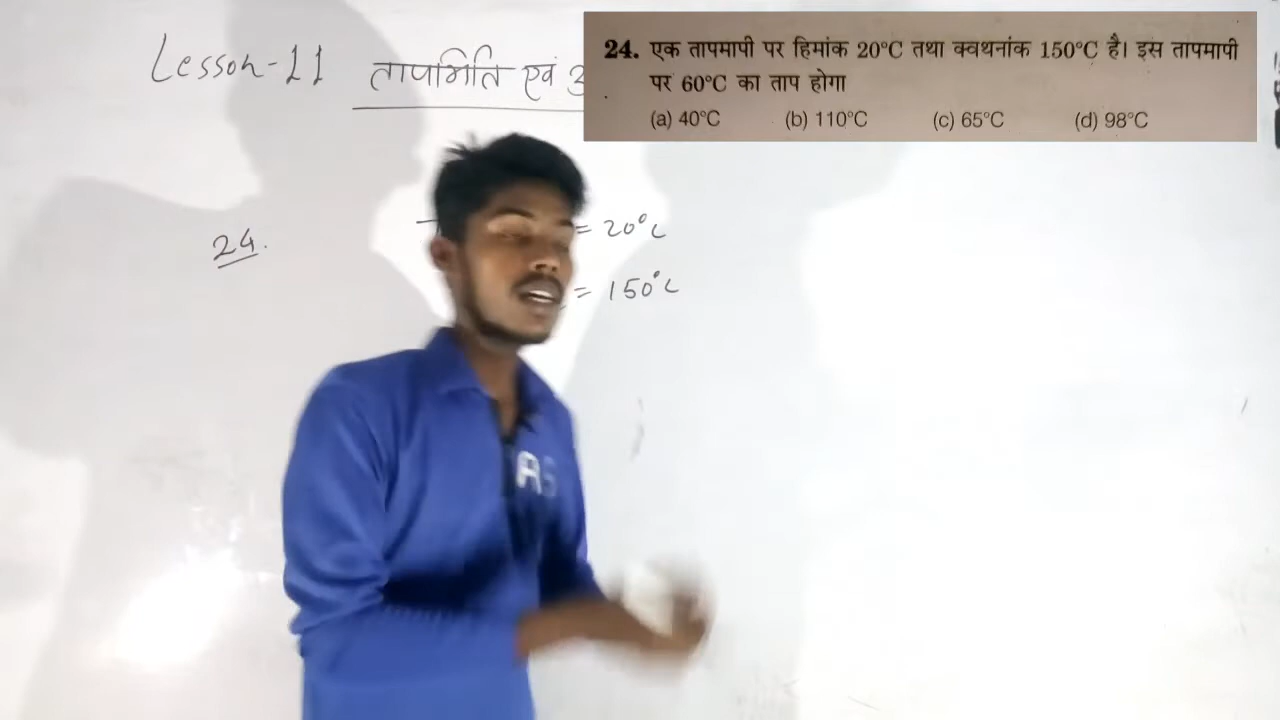 Lesson-11 तापमिति एवं
24. एक तापमापी पर हिमांक 20°C तथा क्वथनांक 150°C है। इस तापमापी
पर 60°C का ताप होगा
(a) 40°C (b) 110°C (c) 65°C (d) 98°C
24. = 20°C
= 150°C